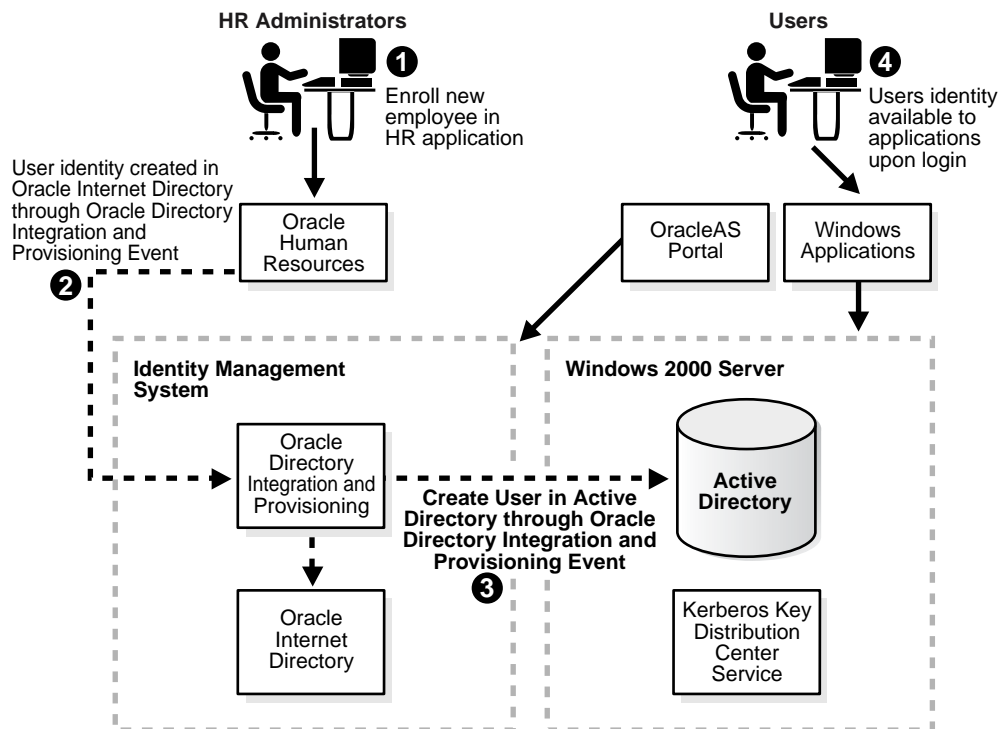 HR Administrators
1
Enroll new
employee in
HR application
Users
4
Users identity
available to
applications
upon login
User identity created in
Oracle Internet Directory
through Oracle Directory
Integration and
Provisioning Event
2
Oracle
Human
Resources
OracleAS
Portal
Windows
Applications
Identity Management
System
Oracle
Directory
Integration and
Provisioning
Create User in Active
Directory through Oracle
Directory Integration and
Provisioning Event
3
Oracle
Internet
Directory
Windows 2000 Server
Active
Directory
Kerberos Key
Distribution
Center
Service